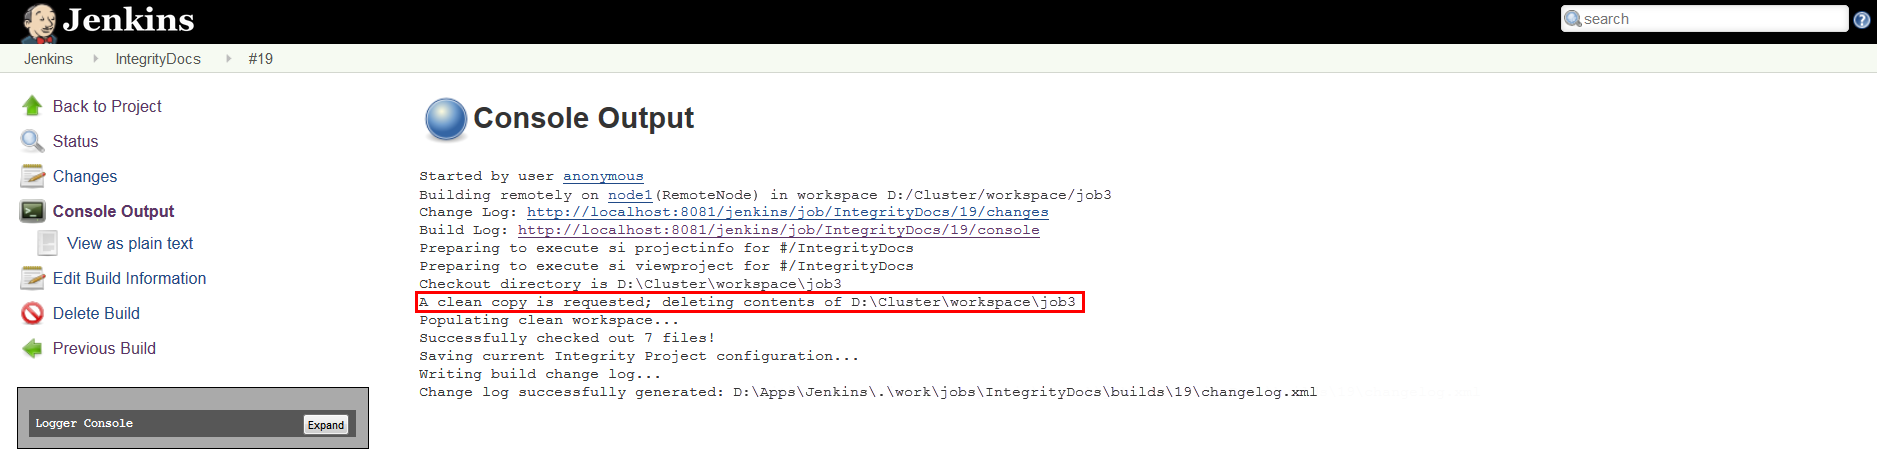 Jenkins
search
Jenkins IntegrityDocs #19
Back to Project
Status
Changes
Console Output
View as plain text
Edit Build Information
Delete Build
Previous Build
Logger Console
Expand
Console Output
Started by user anonymous
Building remotely on node1(RemoteNode) in workspace D:/Cluster/workspace/job3
Change Log: http://localhost:8081/jenkins/job/IntegrityDocs/19/changes
Build Log: http://localhost:8081/jenkins/job/IntegrityDocs/19/console
Preparing to execute si projectinfo for #/IntegrityDocs
Preparing to execute si viewproject for #/IntegrityDocs
Checkout directory is D:\Cluster\workspace\job3
A clean copy is requested; deleting contents of D:\Cluster\workspace\job3
Populating clean workspace...
Successfully checked out 7 files!
Saving current Integrity Project configuration...
Writing build change log...
Change log successfully generated: D:\Apps\Jenkins\.\work\jobs\IntegrityDocs\builds\19\changelog.xml